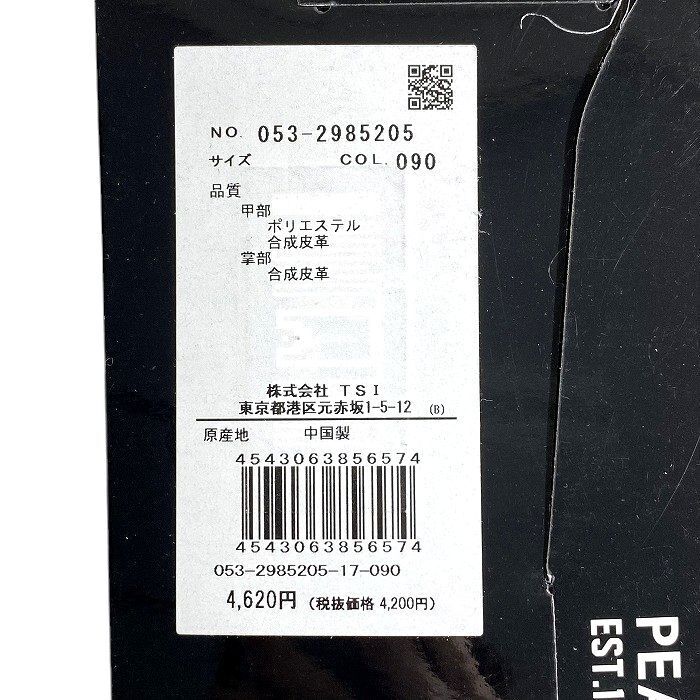 NO. 053-2985205
サイズ COL. 090
品質
甲部
ポリエステル
合成皮革
掌部
合成皮革
株式会社 TSI
東京都港区元赤坂1-5-12 (B)
原産地 中国製
4543063856574
4543063856574
053-2985205-17-090
4,620円 (税抜価格 4,200円)